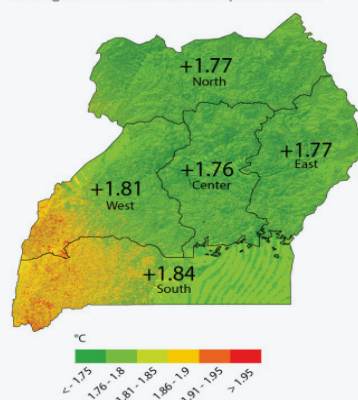 +1.77
North
+1.77
East
+1.76
Center
+1.81
West
+1.84
South
°C
< -1.75
1.76 - 1.8
1.81 - 1.85
1.86 - 1.9
1.91 - 1.95
> 1.95